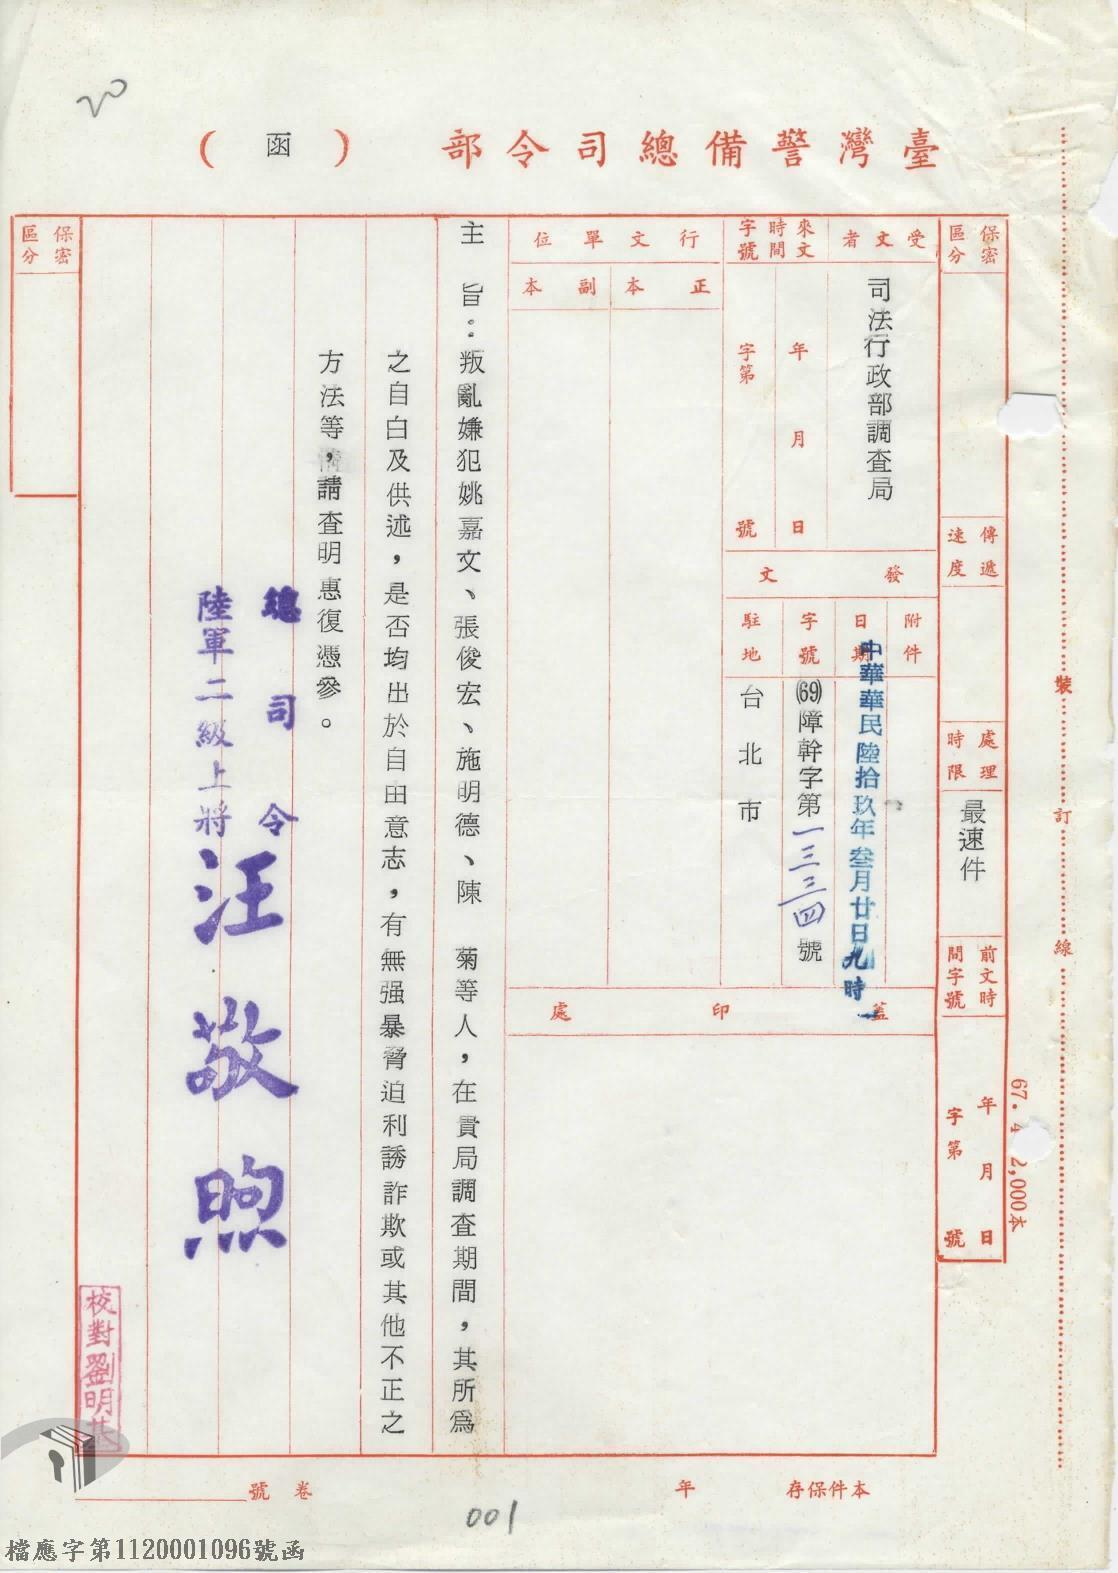 臺灣警備總司令部(函)
保密區分
傳遞速度
處理時限
最速件
前文時間字號
年月日
字第 號
受文者
司法行政部調查局
來文時間字號
年月日
字第 號
發文
附件
日期
中華民陸拾玖年叁月廿日九時
字號
(69)障幹字第一三三四號
駐地
台北市
行文單位
正本
副本
蓋印處
主旨：叛亂嫌犯姚嘉文、張俊宏、施明德、陳 菊等人，在貴局調查期間，其所為
之自白及供述，是否均出於自由意志，有無强暴脅迫利誘詐欺或其他不正之
方法等，請查明惠復憑參。
總司令
陸軍二級上將
汪敬煦
校對劉明
保密區分
裝訂線
67.4 2,000本
本件保存 年
卷號
001
20
檔應字第1120001096號函